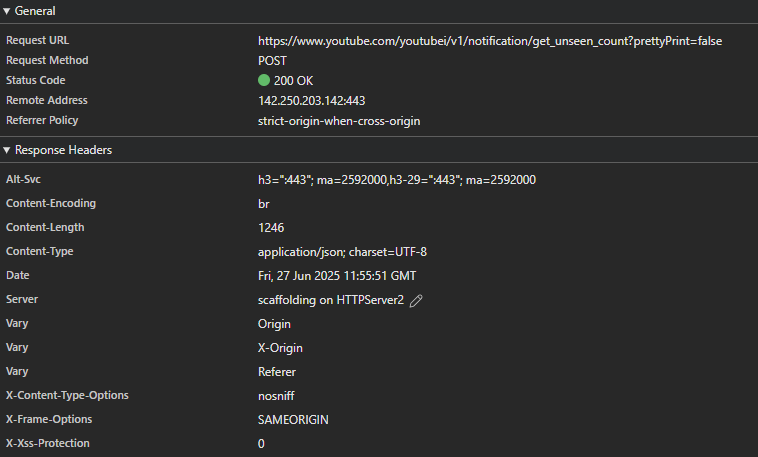 General
Request URL https://www.youtube.com/youtubei/v1/notification/get_unseen_count?prettyPrint=false
Request Method POST
Status Code 200 OK
Remote Address 142.250.203.142:443
Referrer Policy strict-origin-when-cross-origin
Response Headers
Alt-Svc h3=":443"; ma=2592000,h3-29=":443"; ma=2592000
Content-Encoding br
Content-Length 1246
Content-Type application/json; charset=UTF-8
Date Fri, 27 Jun 2025 11:55:51 GMT
Server scaffolding on HTTPServer2
Vary Origin
Vary X-Origin
Vary Referer
X-Content-Type-Options nosniff
X-Frame-Options SAMEORIGIN
X-Xss-Protection 0